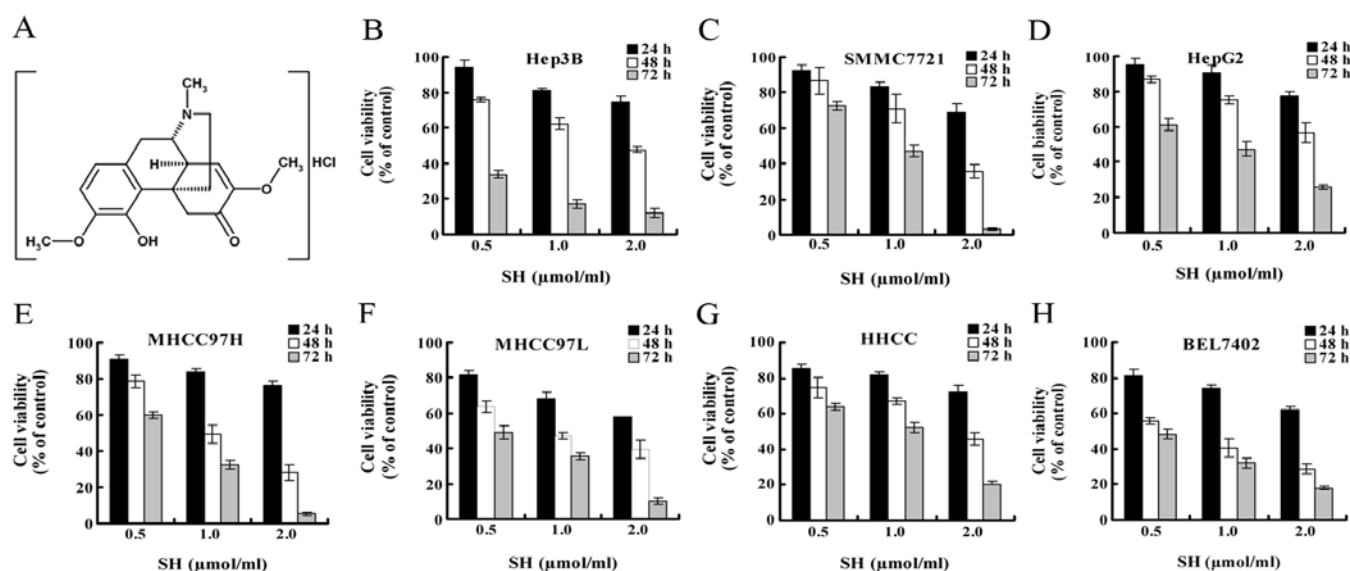 A
CH₃
N
H
CH₃
O
HCl
H₃C
O
OH
O
B
Hep3B
24 h
48 h
72 h
Cell viability
(% of control)
100
80
60
40
20
0
0.5 1.0 2.0
SH (µmol/ml)
C
SMMC7721
24 h
48 h
72 h
Cell viability
(% of control)
100
80
60
40
20
0
0.5 1.0 2.0
SH (µmol/ml)
D
HepG2
24 h
48 h
72 h
Cell biability
(% of control)
100
80
60
40
20
0
0.5 1.0 2.0
SH (µmol/ml)
E
MHCC97H
24 h
48 h
72 h
Cell viability
(% of control)
100
80
60
40
20
0
0.5 1.0 2.0
SH (µmol/ml)
F
MHCC97L
24 h
48 h
72 h
Cell viability
(% of control)
100
80
60
40
20
0
0.5 1.0 2.0
SH (µmol/ml)
G
HHCC
24 h
48 h
72 h
Cell viability
(% of control)
100
80
60
40
20
0
0.5 1.0 2.0
SH (µmol/ml)
H
BEL7402
24 h
48 h
72 h
Cell viability
(% of control)
100
80
60
40
20
0
0.5 1.0 2.0
SH (µmol/ml)